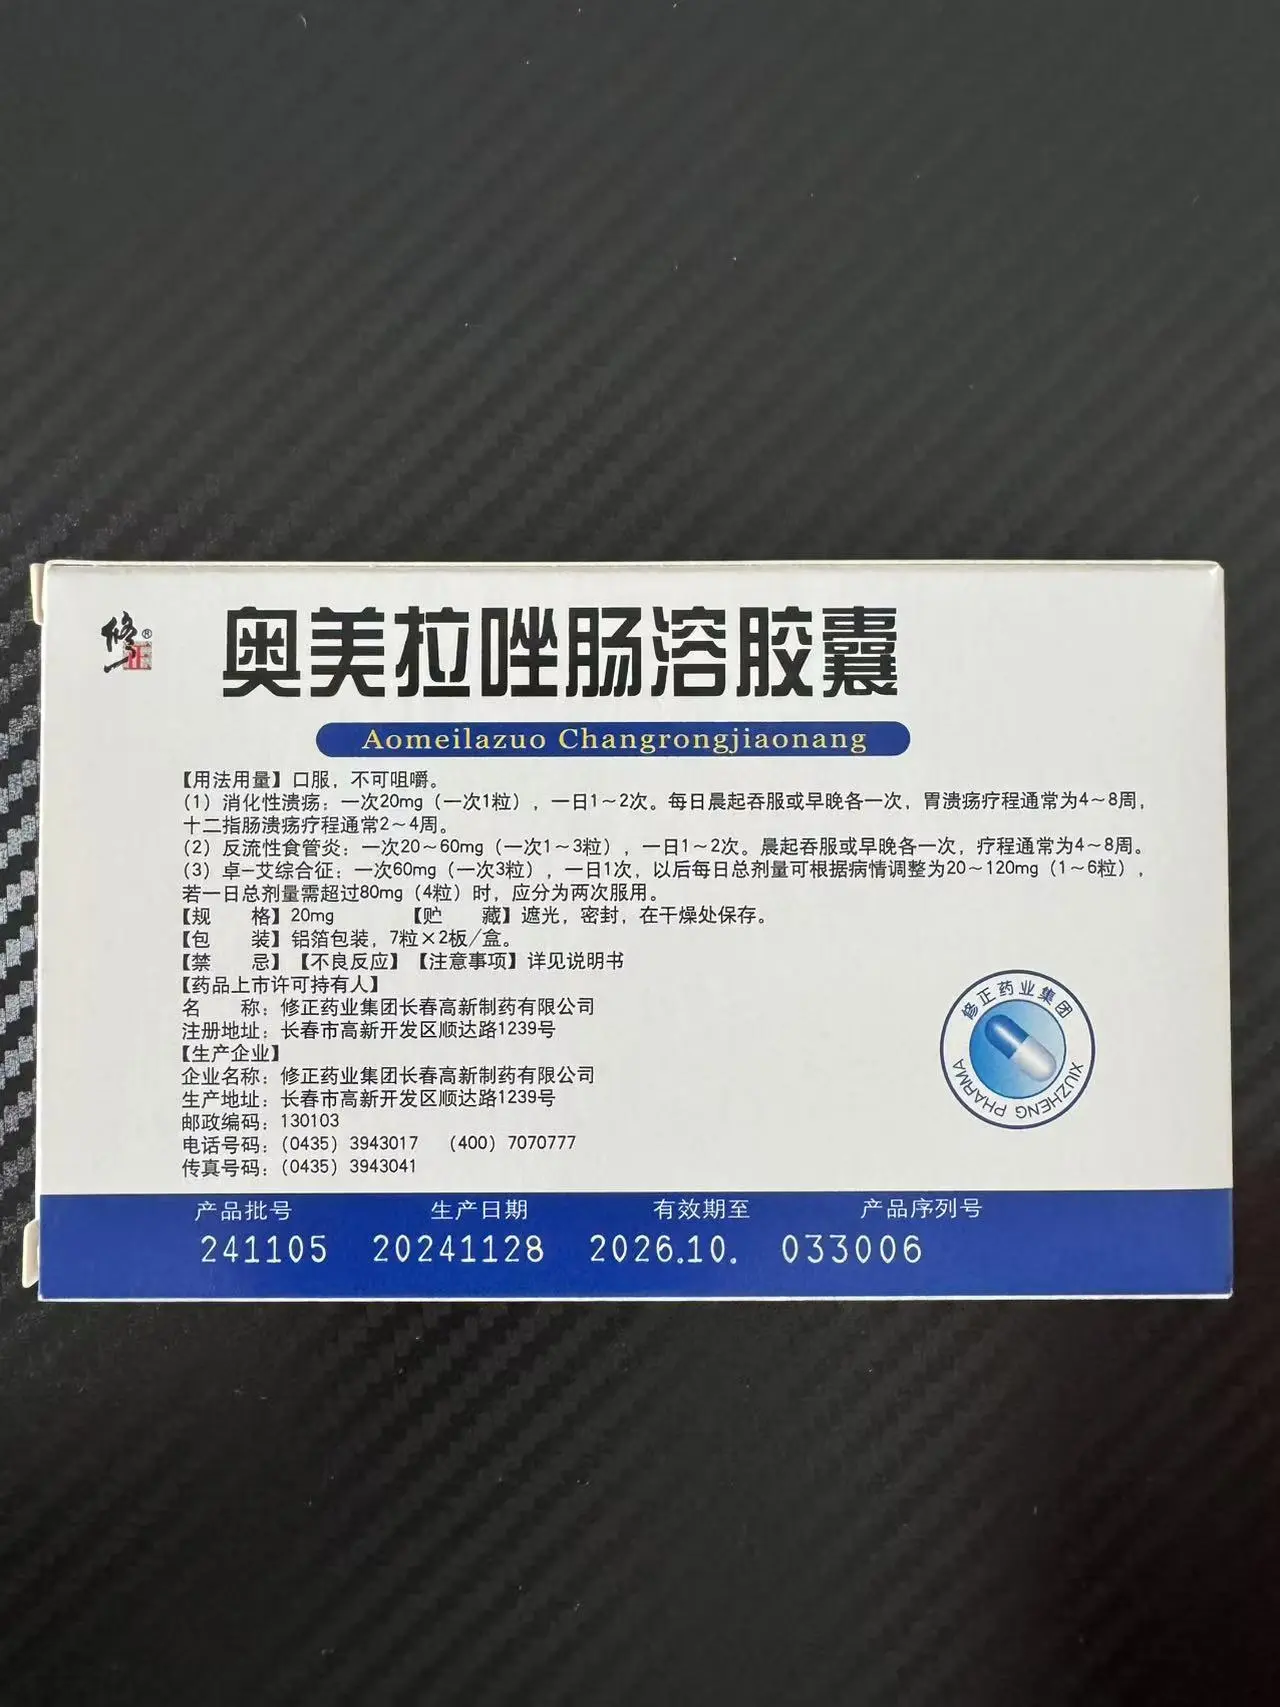 修正®
奥美拉唑肠溶胶囊
Aomeilazuo Changrongjiaonang
【用法用量】口服，不可咀嚼。
(1) 消化性溃疡：一次20mg（一次1粒），一日1～2次。每日晨起吞服或早晚各一次，胃溃疡疗程通常为4～8周，
十二指肠溃疡疗程通常2～4周。
(2) 反流性食管炎：一次20～60mg（一次1～3粒），一日1～2次。晨起吞服或早晚各一次，疗程通常为4～8周。
(3) 卓-艾综合征：一次60mg（一次3粒），一日1次，以后每日总剂量可根据病情调整为20～120mg（1～6粒），
若一日总剂量需超过80mg（4粒）时，应分为两次服用。
【规　　格】20mg　　【贮　　藏】遮光，密封，在干燥处保存。
【包　　装】铝箔包装，7粒×2板/盒。
【禁　　忌】【不良反应】【注意事项】详见说明书
【药品上市许可持有人】
名　　称：修正药业集团长春高新制药有限公司
注册地址：长春市高新开发区顺达路1239号
【生产企业】
企业名称：修正药业集团长春高新制药有限公司
生产地址：长春市高新开发区顺达路1239号
邮政编码：130103
电话号码：(0435) 3943017　(400) 7070777
传真号码：(0435) 3943041
修正药业集团
XIUZHENG PHARMA
产品批号　生产日期　有效期至　产品序列号
241105　20241128　2026.10.　033006